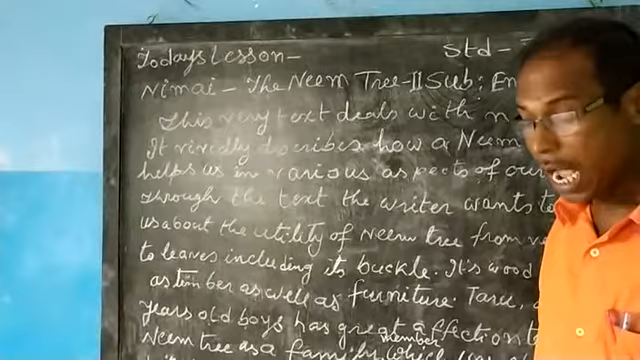 Todays Lesson - Std -
Nimai - The Neem Tree-II Sub: En
This very text deals with n
It vividly describes how a Neem
helps us in various aspects of our
Through the text the writer wants to
us about the utility of Neem tree from
to leaves including its buckle. It's wood
as timber as well as furniture. Taru,
years old boys has great affection
Neem tree as a family member which